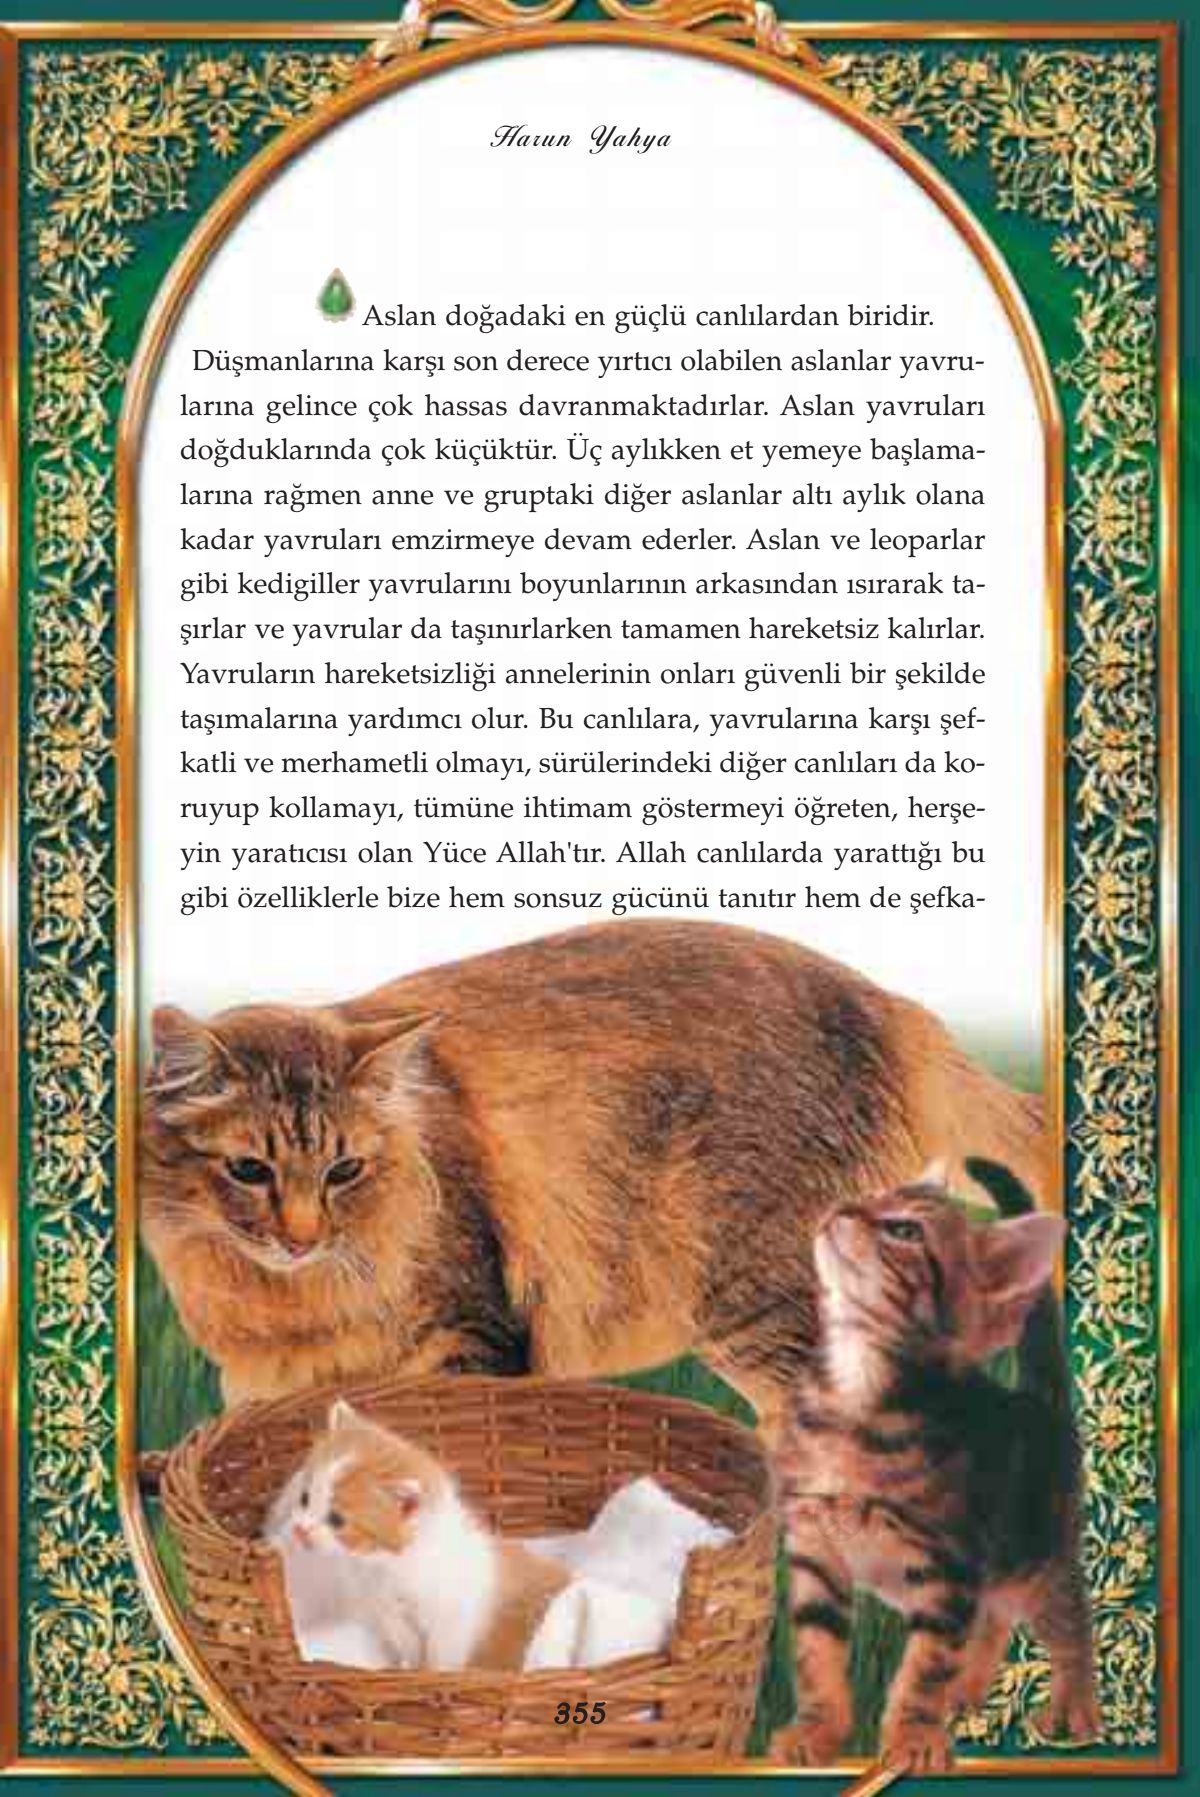 Harun Yahya
Aslan doğadaki en güçlü canlılardan biridir.
Düşmanlarına karşı son derece yırtıcı olabilen aslanlar yavru-
larına gelince çok hassas davranmaktadırlar. Aslan yavruları
doğduklarında çok küçüktür. Üç aylıkken et yemeye başlama-
larına rağmen anne ve gruptaki diğer aslanlar altı aylık olana
kadar yavruları emzirmeye devam ederler. Aslan ve leoparlar
gibi kedigiller yavrularını boyunlarının arkasından ısırarak ta-
şırlar ve yavrular da taşınırlarken tamamen hareketsiz kalırlar.
Yavruların hareketsizliği annelerinin onları güvenli bir şekilde
taşımalarına yardımcı olur. Bu canlılara, yavrularına karşı şef-
katli ve merhametli olmayı, sürülerindeki diğer canlıları da ko-
ruyup kollamayı, tümüne ihtimam göstermeyi öğreten, herşe-
yin yaratıcısı olan Yüce Allah'tır. Allah canlılarda yarattığı bu
gibi özelliklerle bize hem sonsuz gücünü tanıtır hem de şefka-
355